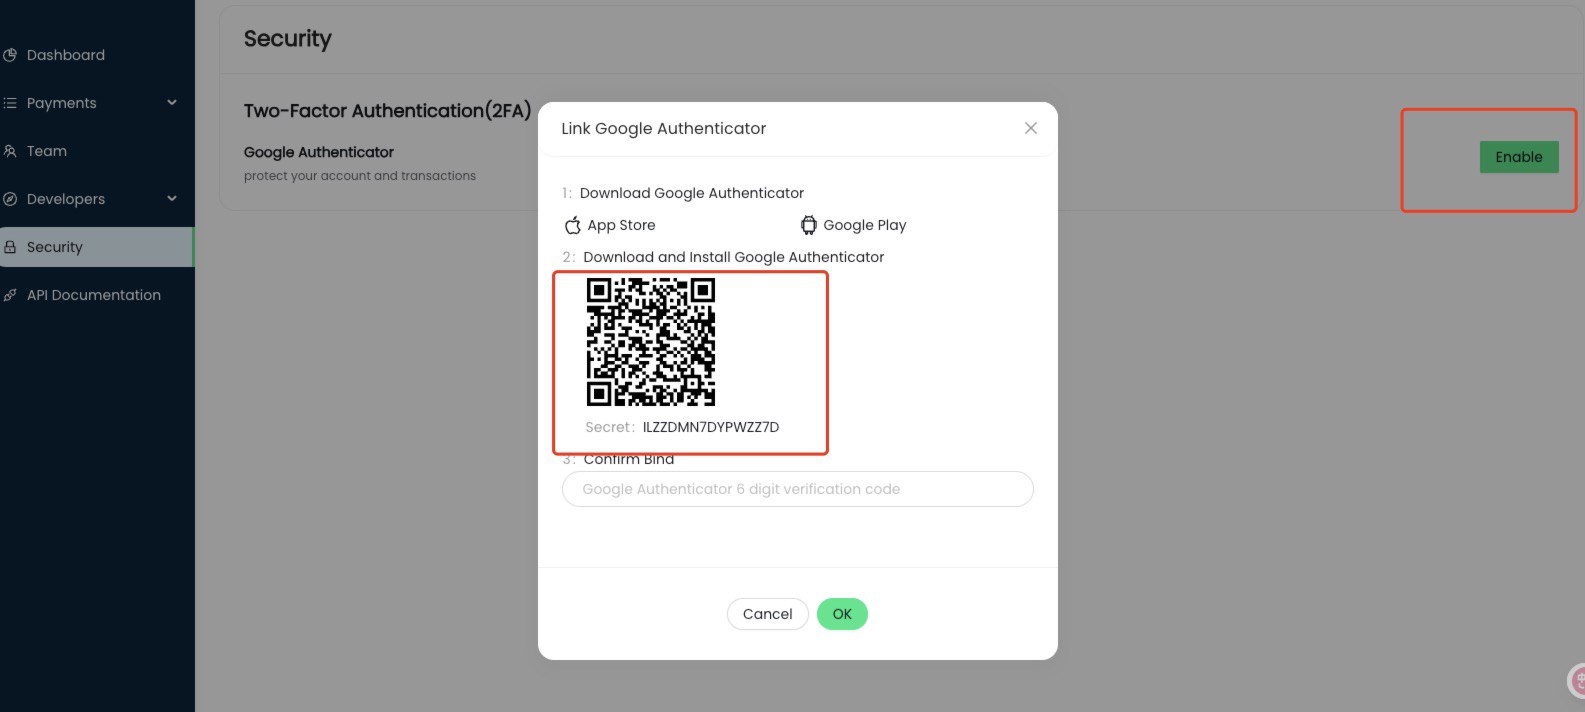 Dashboard
Payments
Team
Developers
Security
API Documentation
Security
Two-Factor Authentication(2FA)
Google Authenticator
protect your account and transactions
Enable
Link Google Authenticator
1: Download Google Authenticator
App Store
Google Play
2: Download and Install Google Authenticator
Secret: ILZZDMN7DYPWZZ7D
3: Confirm Bind
Google Authenticator 6 digit verification code
Cancel
OK